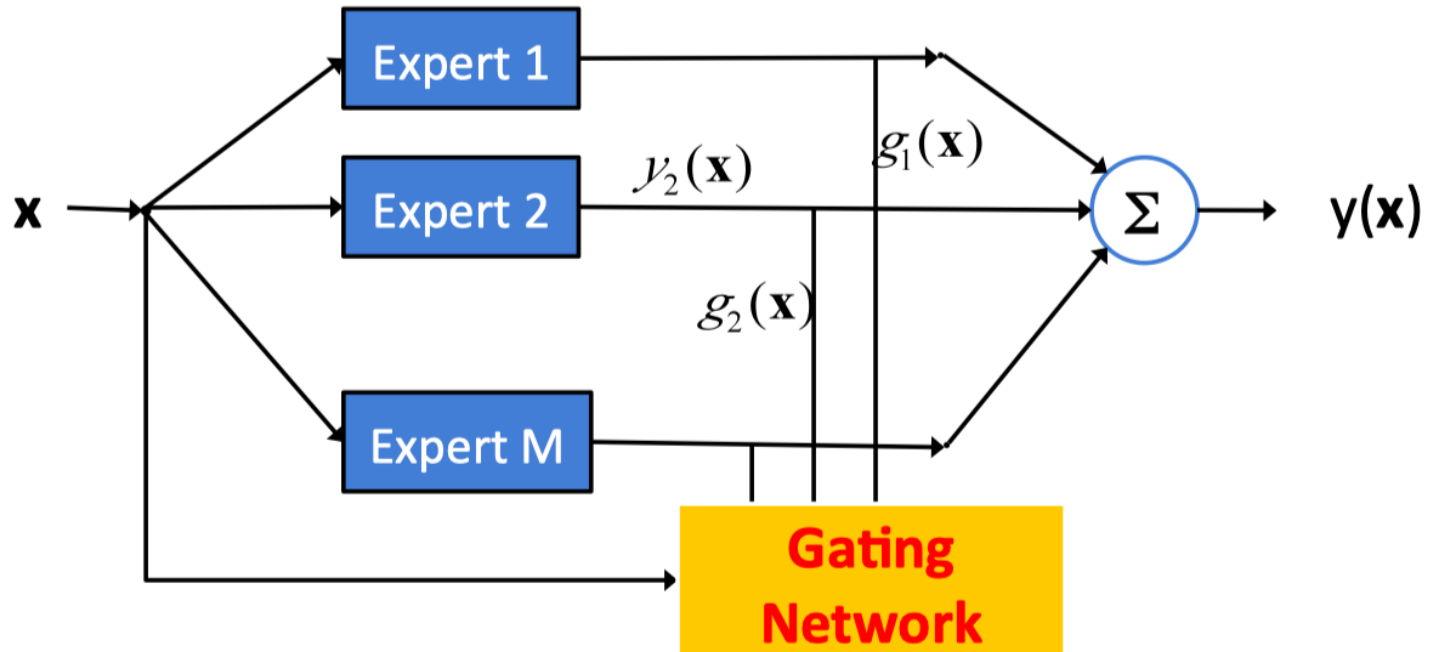 Expert 1
g₁(x)
y₂(x)
x
Expert 2
Σ
y(x)
g₂(x)
Expert M
Gating
Network